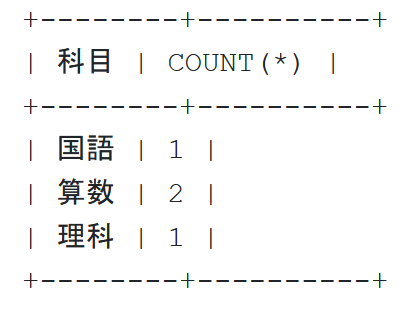 +--------+----------+
| 科目 | COUNT(*) |
+--------+----------+
| 国語 | 1 |
| 算数 | 2 |
| 理科 | 1 |
+--------+----------+